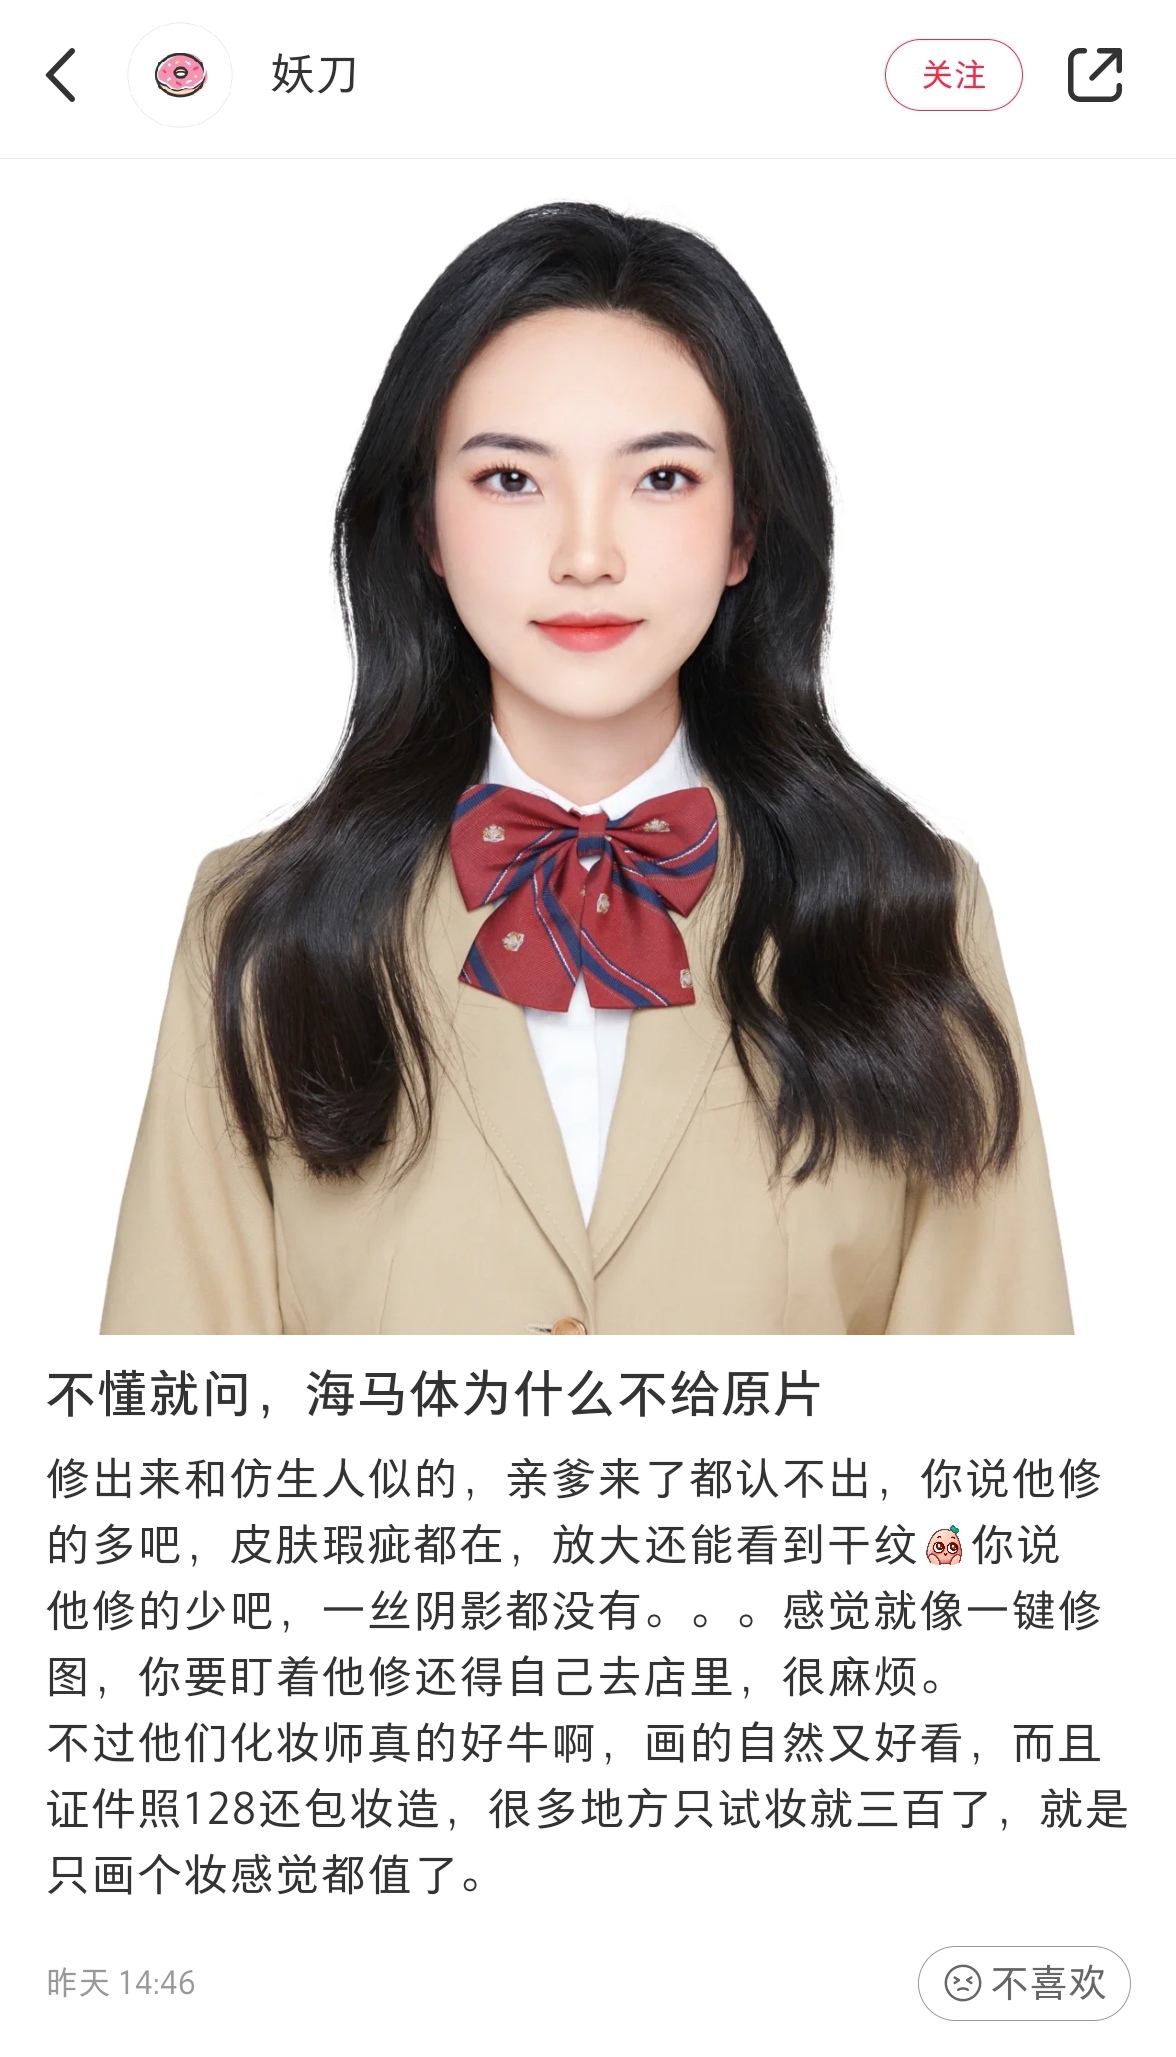 妖刀
关注
不懂就问，海马体为什么不给原片
修出来和仿生人似的，亲爹来了都认不出，你说他修
的多吧，皮肤瑕疵都在，放大还能看到干纹你说
他修的少吧，一丝阴影都没有。。。感觉就像一键修
图，你要盯着他修还得自己去店里，很麻烦。
不过他们化妆师真的好牛啊，画的自然又好看，而且
证件照128还包妆造，很多地方只试妆就三百了，就是
只画个妆感觉都值了。
昨天 14:46
不喜欢